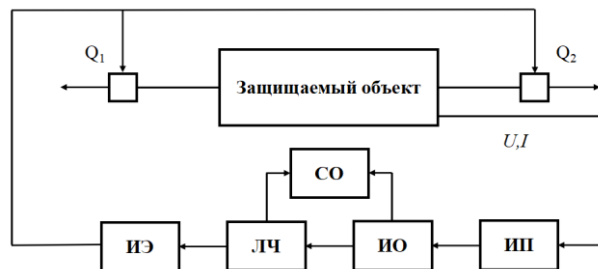 Q1
Защищаемый объект
Q2
U,I
СО
ИЭ
ЛЧ
ИО
ИП